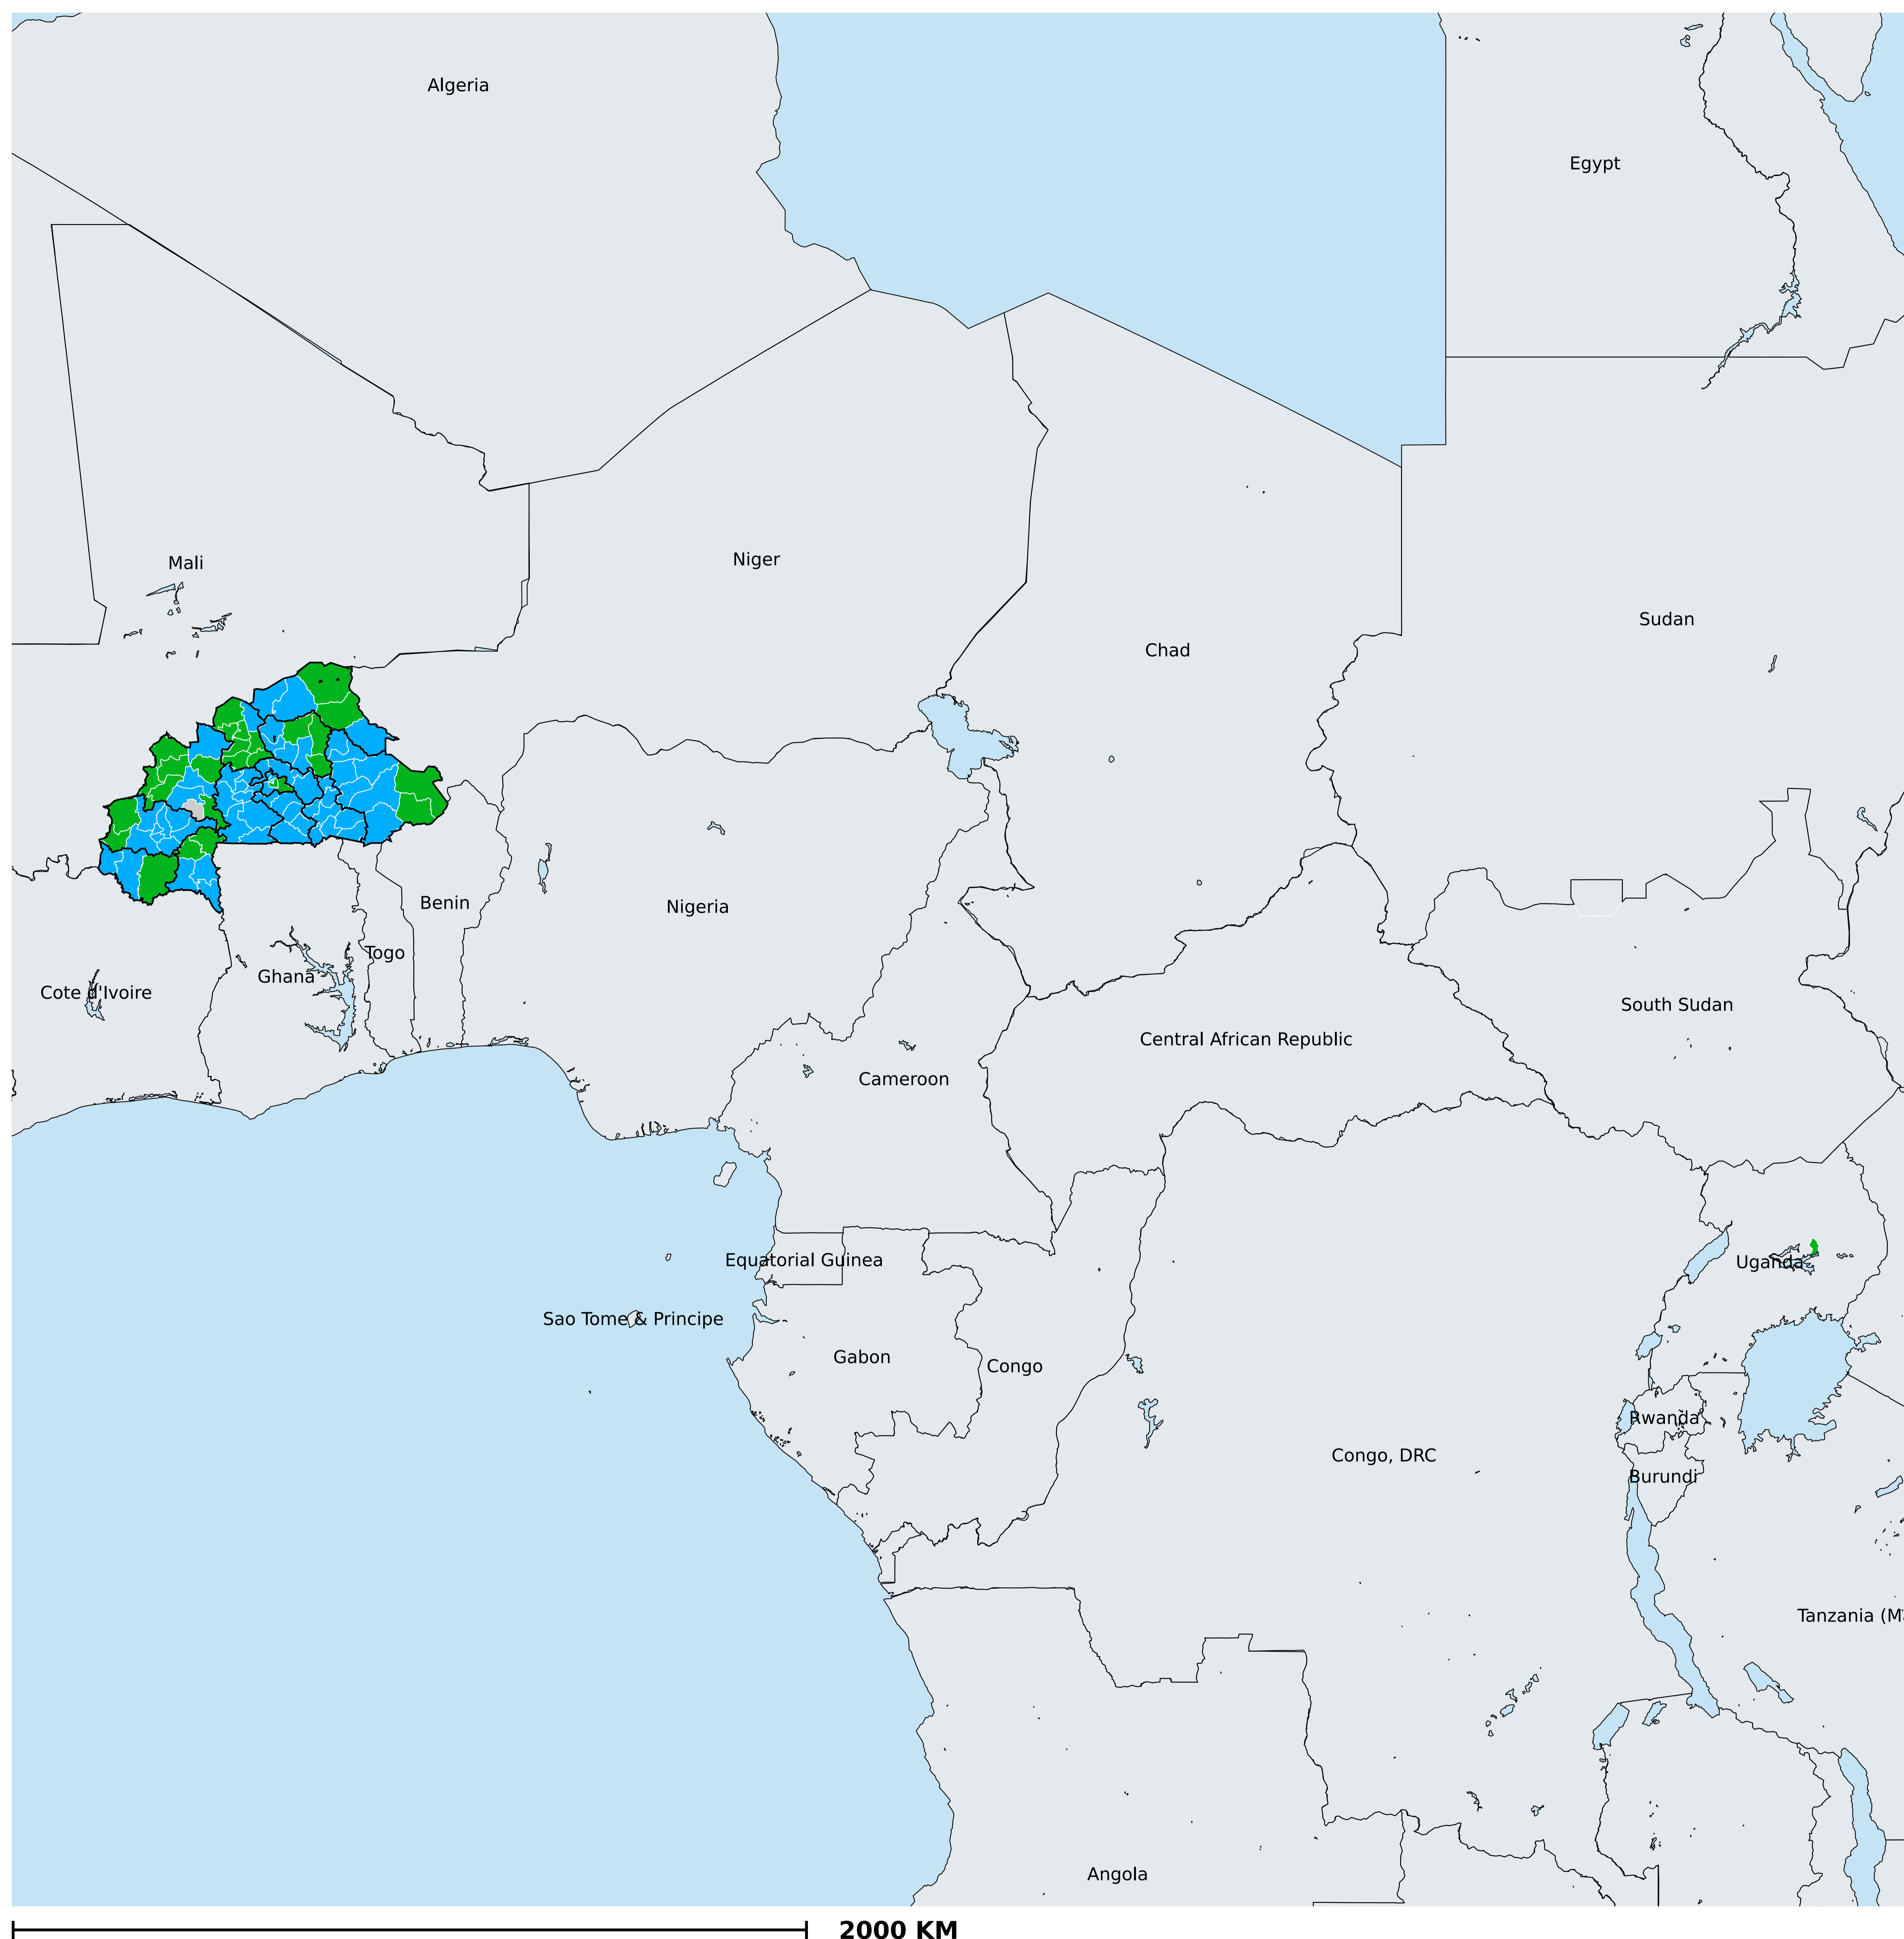 Algeria
Egypt
Mali
Niger
Sudan
Chad
Benin
Nigeria
Togo
Ghana
Cote d'Ivoire
South Sudan
Central African Republic
Cameroon
Equatorial Guinea
Uganda
Sao Tome & Principe
Gabon
Congo
Rwanda
Congo, DRC
Burundi
Tanzania (M
Angola
2000 KM